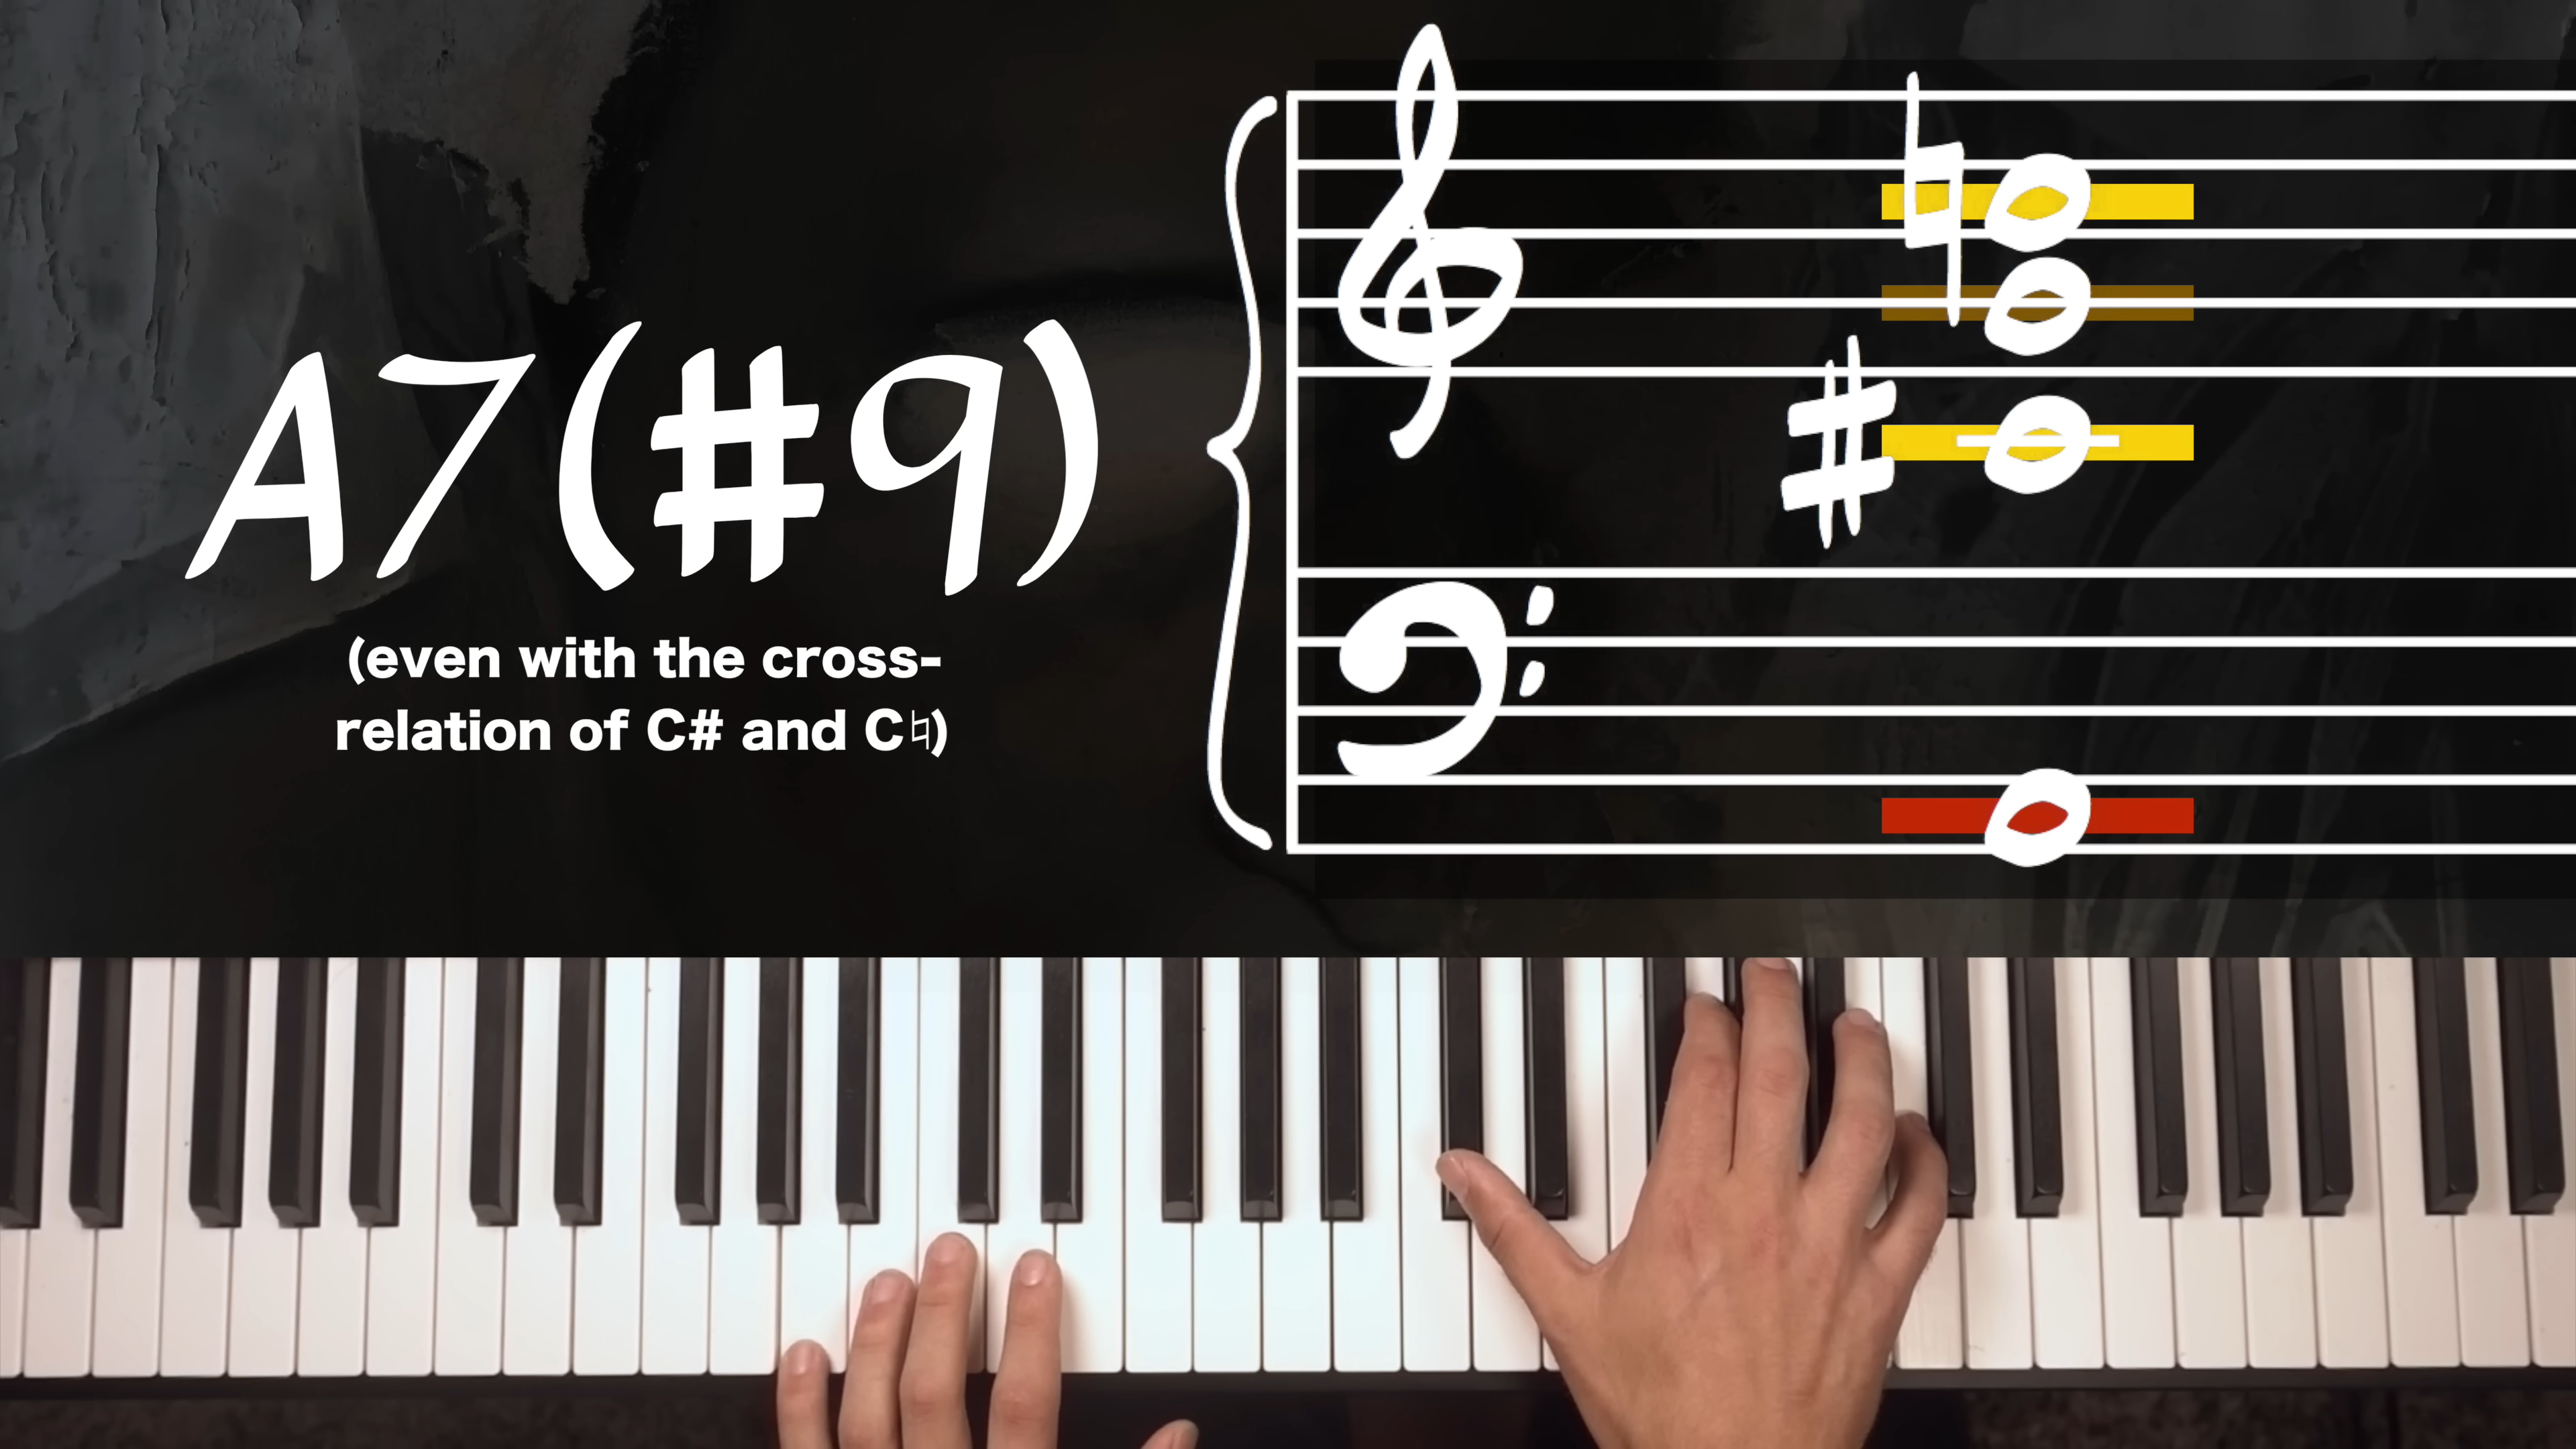 A7(#9)
(even with the cross-
relation of C# and C♮)